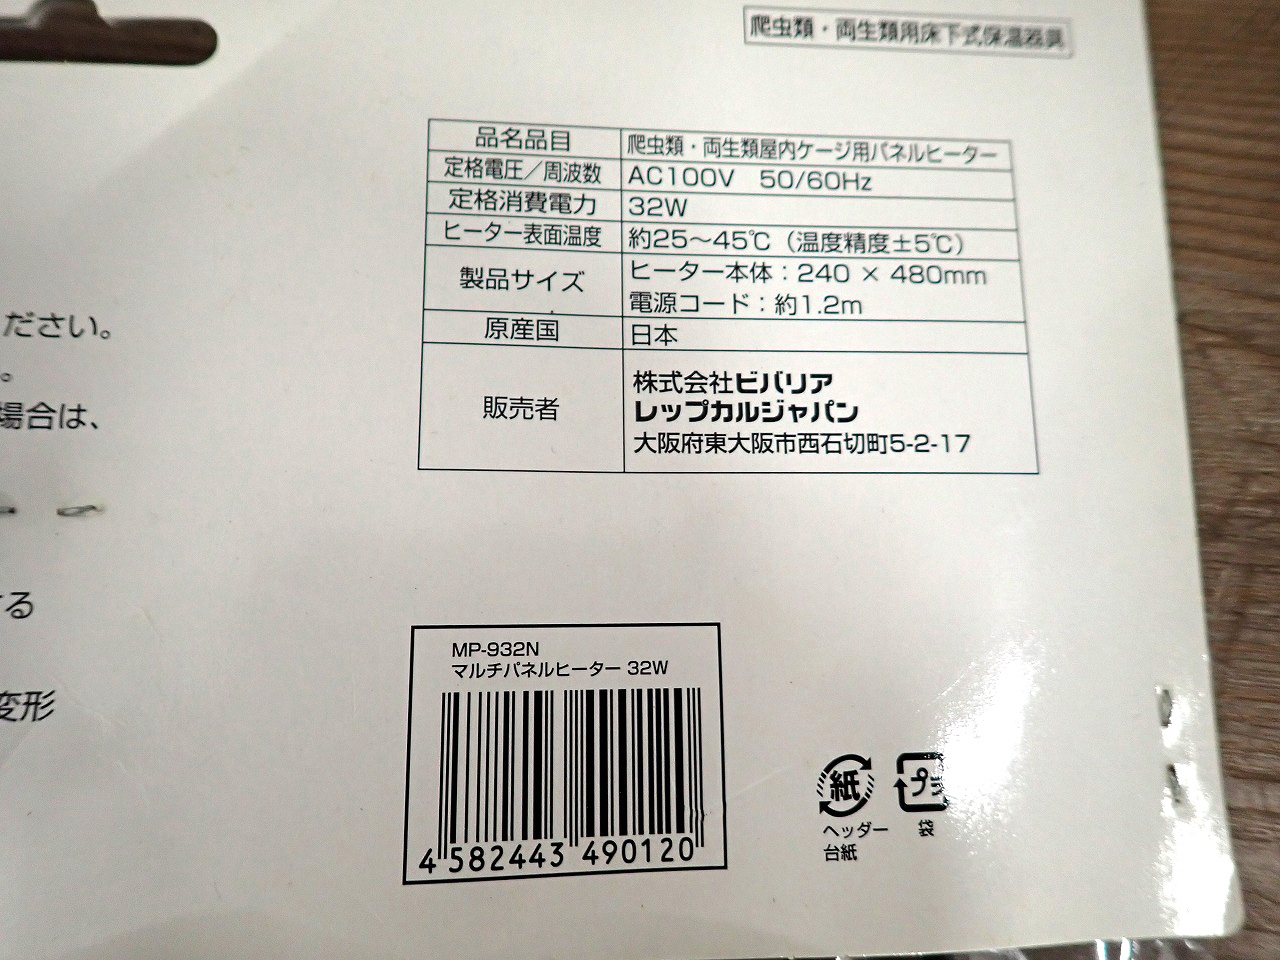 爬虫類・両生類用床下式保温器具
品名品目 爬虫類・両生類屋内ケージ用パネルヒーター
定格電圧／周波数 AC100V 50/60Hz
定格消費電力 32W
ヒーター表面温度 約25～45℃（温度精度±5℃）
製品サイズ ヒーター本体：240 × 480mm
電源コード：約1.2m
原産国 日本
販売者 株式会社ビバリア
レップカルジャパン
大阪府東大阪市西石切町5-2-17
ださい。
。
場合は、
する
変形
MP-932N
マルチパネルヒーター 32W
4 582443 490120
紙
ヘッダー
台紙
プラ
袋